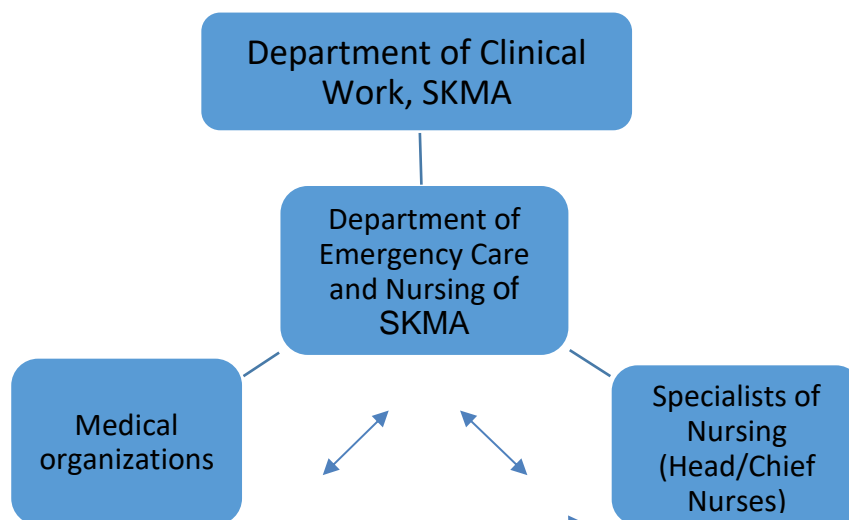 Department of Clinical
Work, SKMA
Department of
Emergency Care
and Nursing of
SKMA
Medical
organizations
Specialists of
Nursing
(Head/Chief
Nurses)